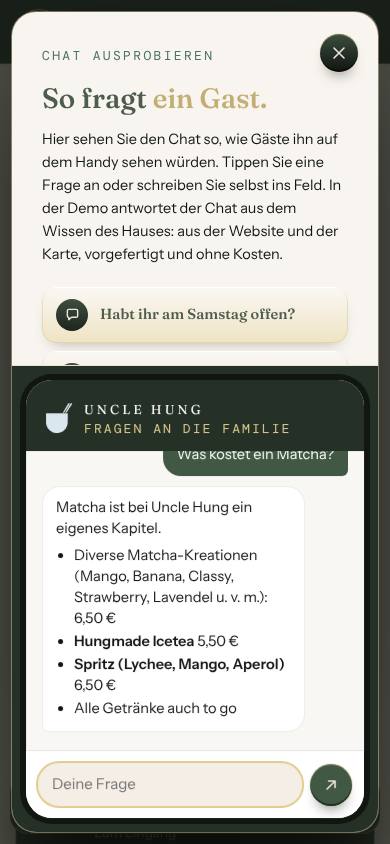 CHAT AUSPROBIEREN
So fragt ein Gast.
Hier sehen Sie den Chat so, wie Gäste ihn auf
dem Handy sehen würden. Tippen Sie eine
Frage an oder schreiben Sie selbst ins Feld. In
der Demo antwortet der Chat aus dem
Wissen des Hauses: aus der Website und der
Karte, vorgefertigt und ohne Kosten.
Habt ihr am Samstag offen?
UNCLE HUNG
FRAGEN AN DIE FAMILIE
Was kostet ein Matcha?
Matcha ist bei Uncle Hung ein
eigenes Kapitel.
• Diverse Matcha-Kreationen
(Mango, Banana, Classy,
Strawberry, Lavendel u. v. m.):
6,50 €
• Hungmade Icetea 5,50 €
• Spritz (Lychee, Mango, Aperol)
6,50 €
• Alle Getränke auch to go
Deine Frage